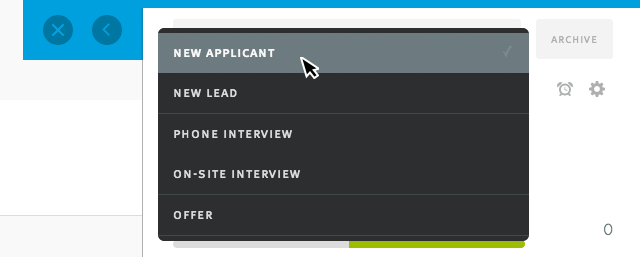 NEW APPLICANT
ARCHIVE
NEW LEAD
PHONE INTERVIEW
ON-SITE INTERVIEW
OFFER
0